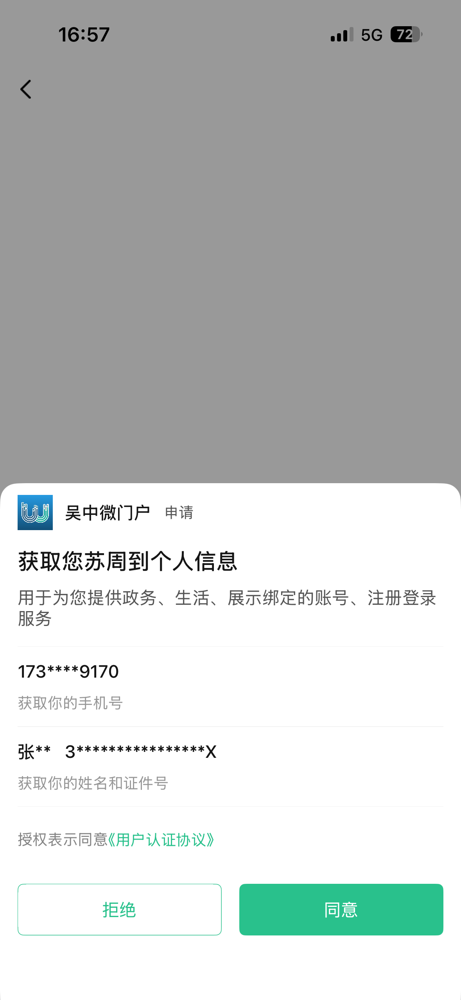 16:57
5G
72
吴中微门户 申请
获取您苏周到个人信息
用于为您提供政务、生活、展示绑定的账号、注册登录
服务
173****9170
获取你的手机号
张** 3****************X
获取你的姓名和证件号
授权表示同意《用户认证协议》
拒绝
同意